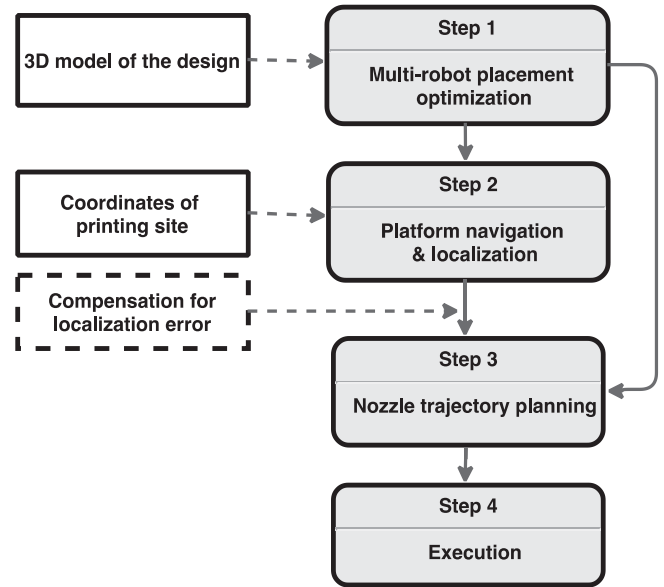 3D model of the design
Step 1
Multi-robot placement
optimization
Coordinates of
printing site
Step 2
Platform navigation
& localization
Compensation for
localization error
Step 3
Nozzle trajectory planning
Step 4
Execution